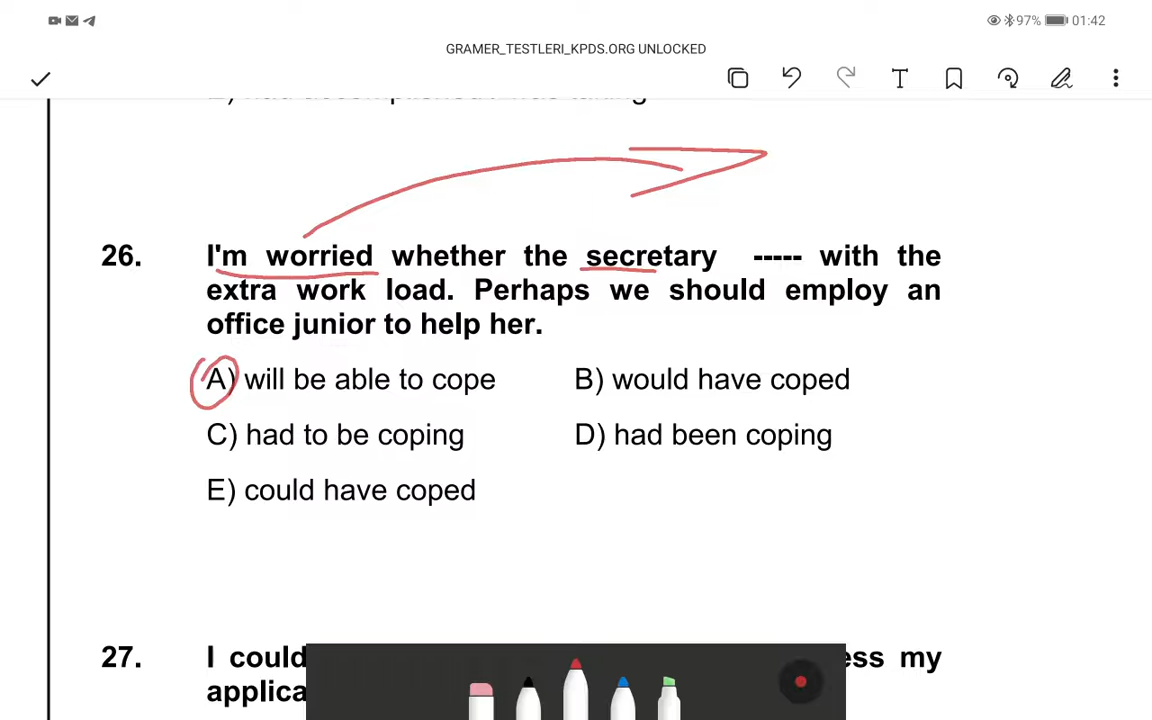 97% 01:42
GRAMER_TESTLERI_KPDS.ORG UNLOCKED
26. I'm worried whether the secretary ----- with the
extra work load. Perhaps we should employ an
office junior to help her.
A) will be able to cope B) would have coped
C) had to be coping D) had been coping
E) could have coped
27. I could ess my
applica